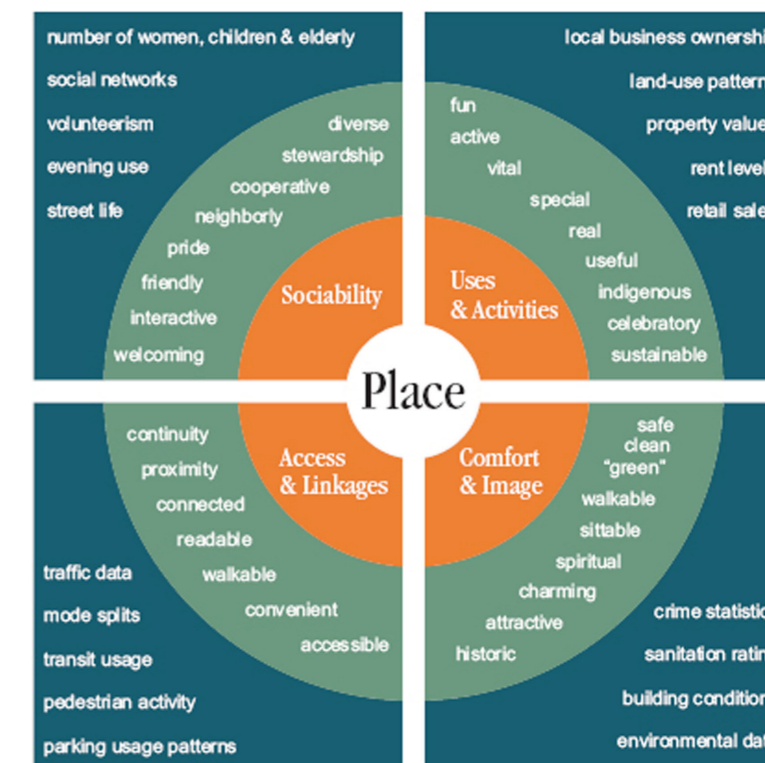 number of women, children & elderly
social networks
volunteerism
evening use
street life
diverse
stewardship
cooperative
neighborly
pride
friendly
interactive
welcoming
Sociability
local business ownershi
land-use pattern
property value
rent level
retail sale
fun
active
vital
special
real
useful
indigenous
celebratory
sustainable
Uses
& Activities
Place
continuity
proximity
connected
readable
walkable
convenient
accessible
Access
& Linkages
traffic data
mode splits
transit usage
pedestrian activity
parking usage patterns
Comfort
& Image
safe
clean
"green"
walkable
sittable
spiritual
charming
attractive
historic
crime statistic
sanitation ratin
building condition
environmental dat